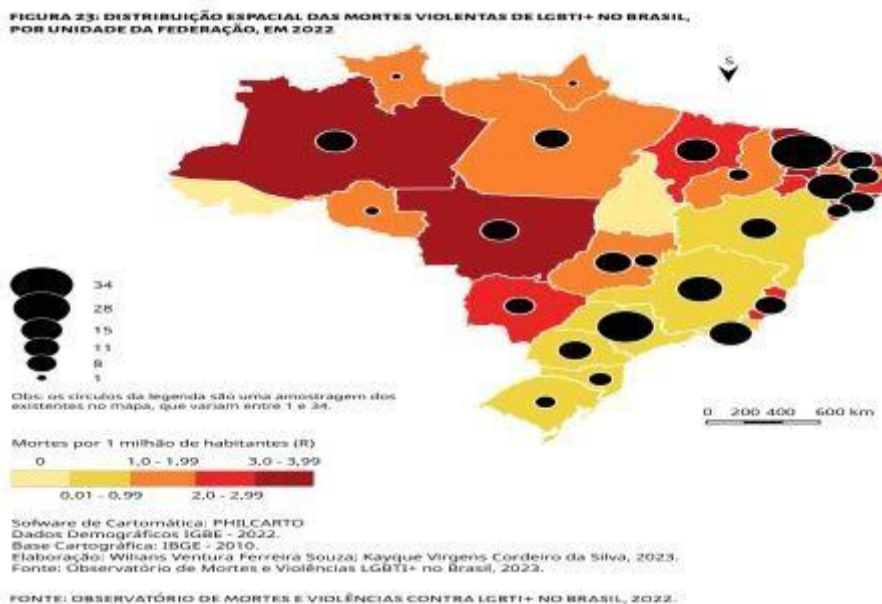 FIGURA 23: DISTRIBUIÇÃO ESPACIAL DAS MORTES VIOLENTAS DE LGBTI+ NO BRASIL,
POR UNIDADE DA FEDERAÇÃO, EM 2022
S
34
28
15
11
8
1
Obs: os círculos da legenda são uma amostragem dos
existentes no mapa, que variam entre 1 e 34.
0 200 400 600 km
Mortes por 1 milhão de habitantes (R)
0 1,0 - 1,99 3,0 - 3,99
0,01 - 0,99 2,0 - 2,99
Sofware de Cartomática: PHILCARTO
Dados Demográficos IGBE - 2022.
Base Cartográfica: IBGE - 2010.
Elaboração: Wilians Ventura Ferreira Souza; Kayque Virgens Cordeiro da Silva, 2023.
Fonte: Observatório de Mortes e Violências LGBTI+ no Brasil, 2023.
FONTE: OBSERVATÓRIO DE MORTES E VIOLÊNCIAS CONTRA LGBTI+ NO BRASIL, 2022.